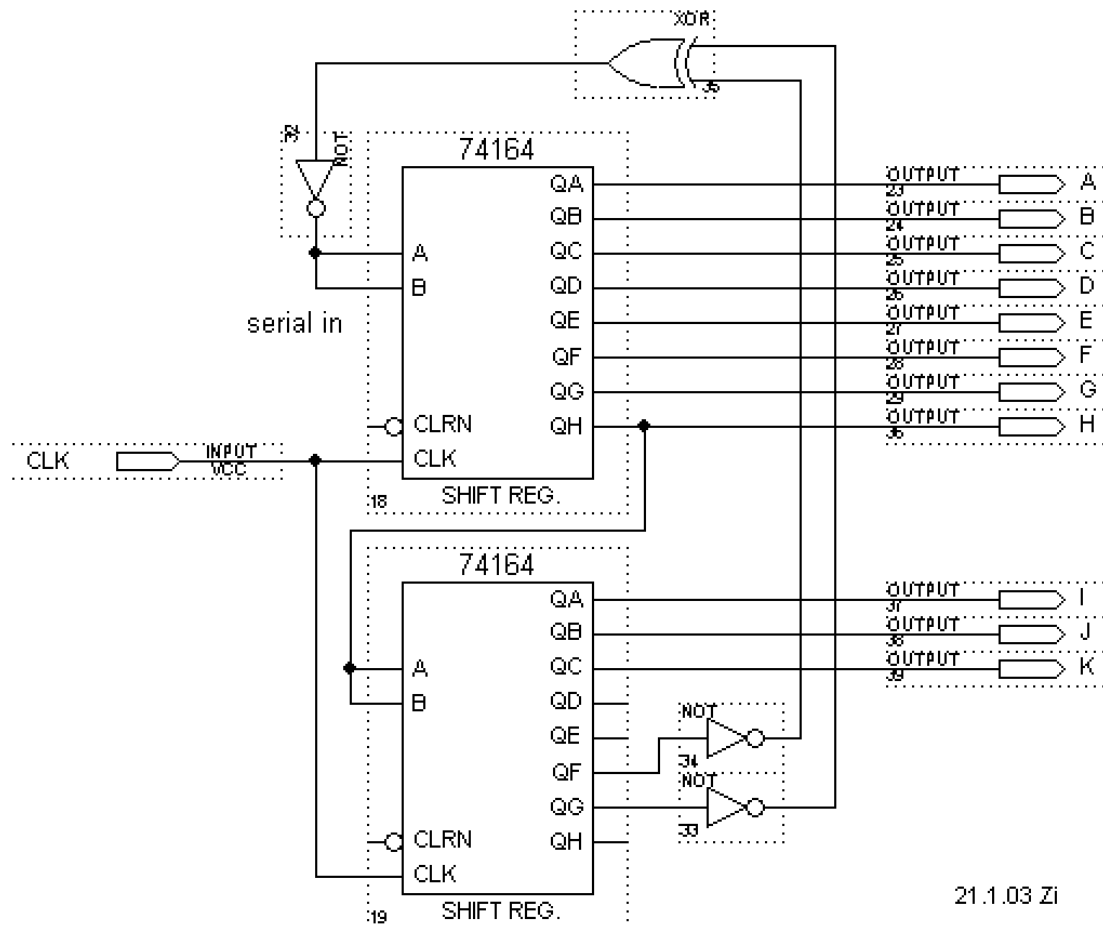 XOR
35
32
NOT
74164
QA
QB
QC
QD
QE
QF
QG
QH
A
B
CLRN
CLK
18
SHIFT REG.
serial in
CLK
INPUT
VCC
OUTPUT
23
A
OUTPUT
24
B
OUTPUT
25
C
OUTPUT
26
D
OUTPUT
27
E
OUTPUT
28
F
OUTPUT
29
G
OUTPUT
36
H
74164
QA
QB
QC
QD
QE
QF
QG
QH
A
B
CLRN
CLK
19
SHIFT REG.
OUTPUT
37
I
OUTPUT
38
J
OUTPUT
39
K
NOT
34
NOT
33
21.1.03 Zi